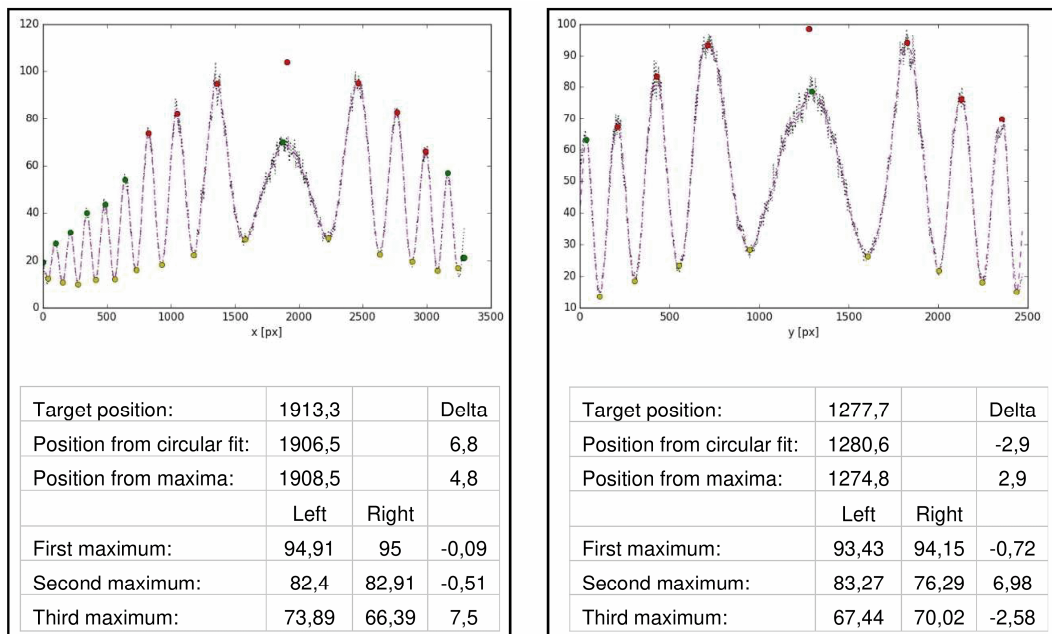 120
100
80
60
40
20
0
0 500 1000 1500 2000 2500 3000 3500
x [px]
Target position: 1913,3 Delta
Position from circular fit: 1906,5 6,8
Position from maxima: 1908,5 4,8
Left Right
First maximum: 94,91 95 -0,09
Second maximum: 82,4 82,91 -0,51
Third maximum: 73,89 66,39 7,5
100
90
80
70
60
50
40
30
20
10
0 500 1000 1500 2000 2500
y [px]
Target position: 1277,7 Delta
Position from circular fit: 1280,6 -2,9
Position from maxima: 1274,8 2,9
Left Right
First maximum: 93,43 94,15 -0,72
Second maximum: 83,27 76,29 6,98
Third maximum: 67,44 70,02 -2,58